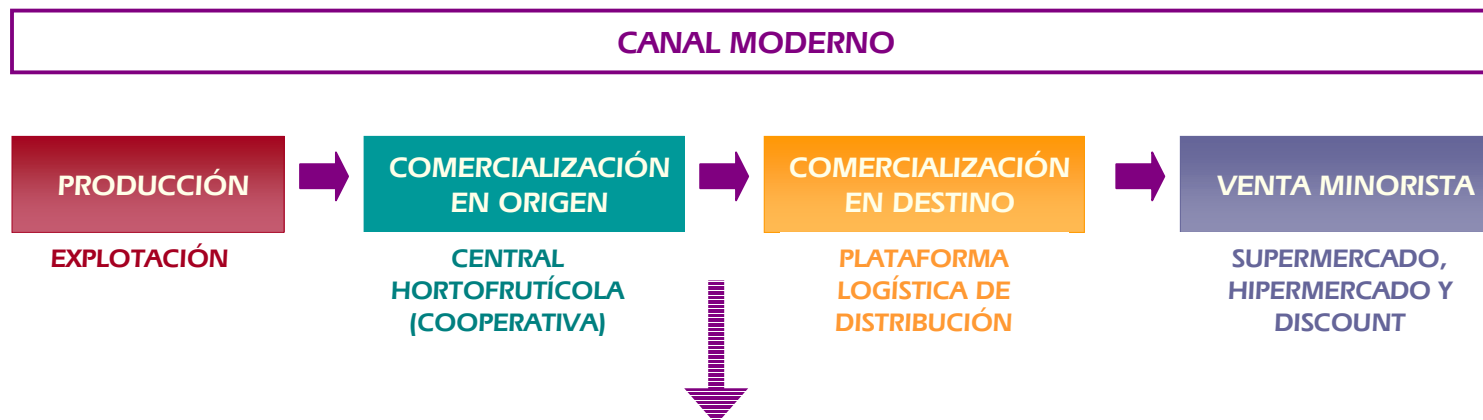 CANAL MODERNO
PRODUCCIÓN
COMERCIALIZACIÓN
EN ORIGEN
COMERCIALIZACIÓN
EN DESTINO
VENTA MINORISTA
EXPLOTACIÓN
CENTRAL
HORTOFRUTÍCOLA
(COOPERATIVA)
PLATAFORMA
LOGÍSTICA DE
DISTRIBUCIÓN
SUPERMERCADO,
HIPERMERCADO Y
DISCOUNT